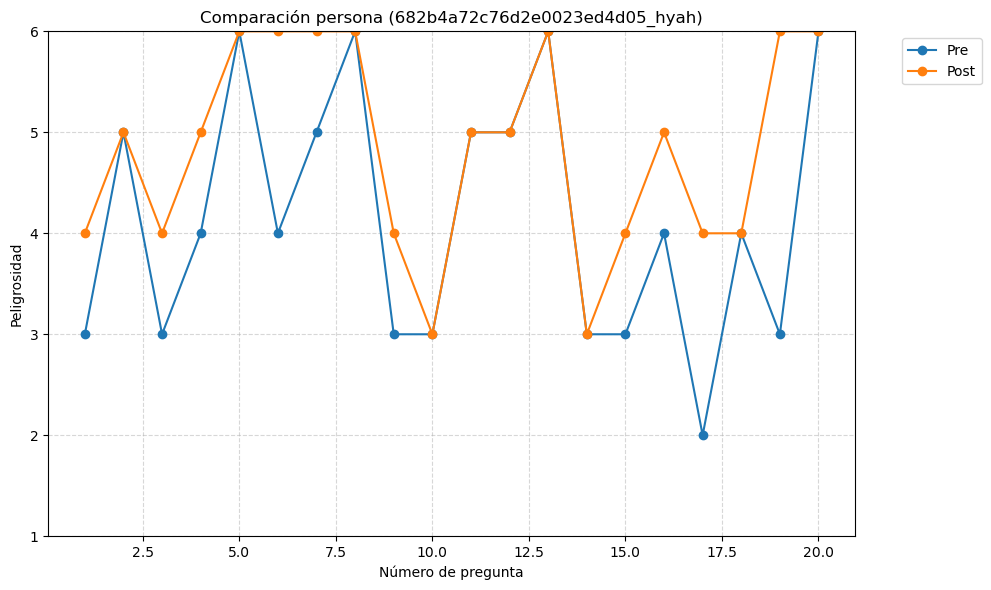 Comparación persona (682b4a72c76d2e0023ed4d05_hyah)
Pre
Post
Peligrosidad
6
5
4
3
2
1
2.5 5.0 7.5 10.0 12.5 15.0 17.5 20.0
Número de pregunta